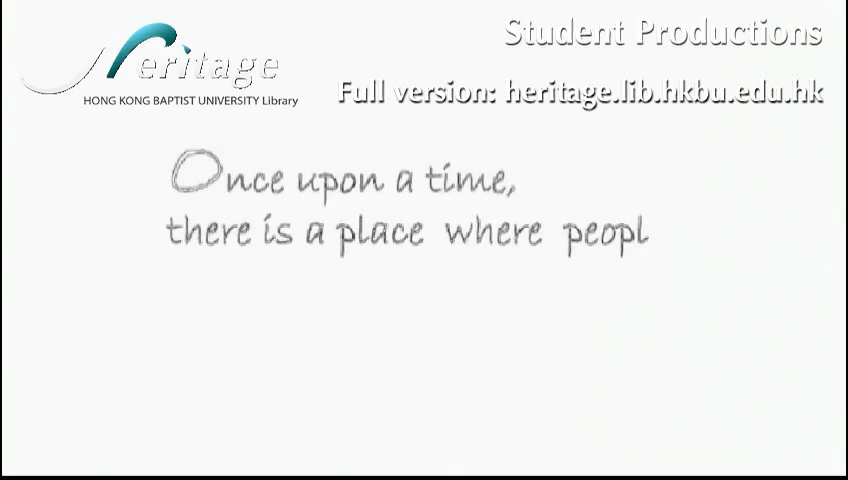 Heritage
HONG KONG BAPTIST UNIVERSITY Library
Student Productions
Full version: heritage.lib.hkbu.edu.hk
Once upon a time,
there is a place where peopl